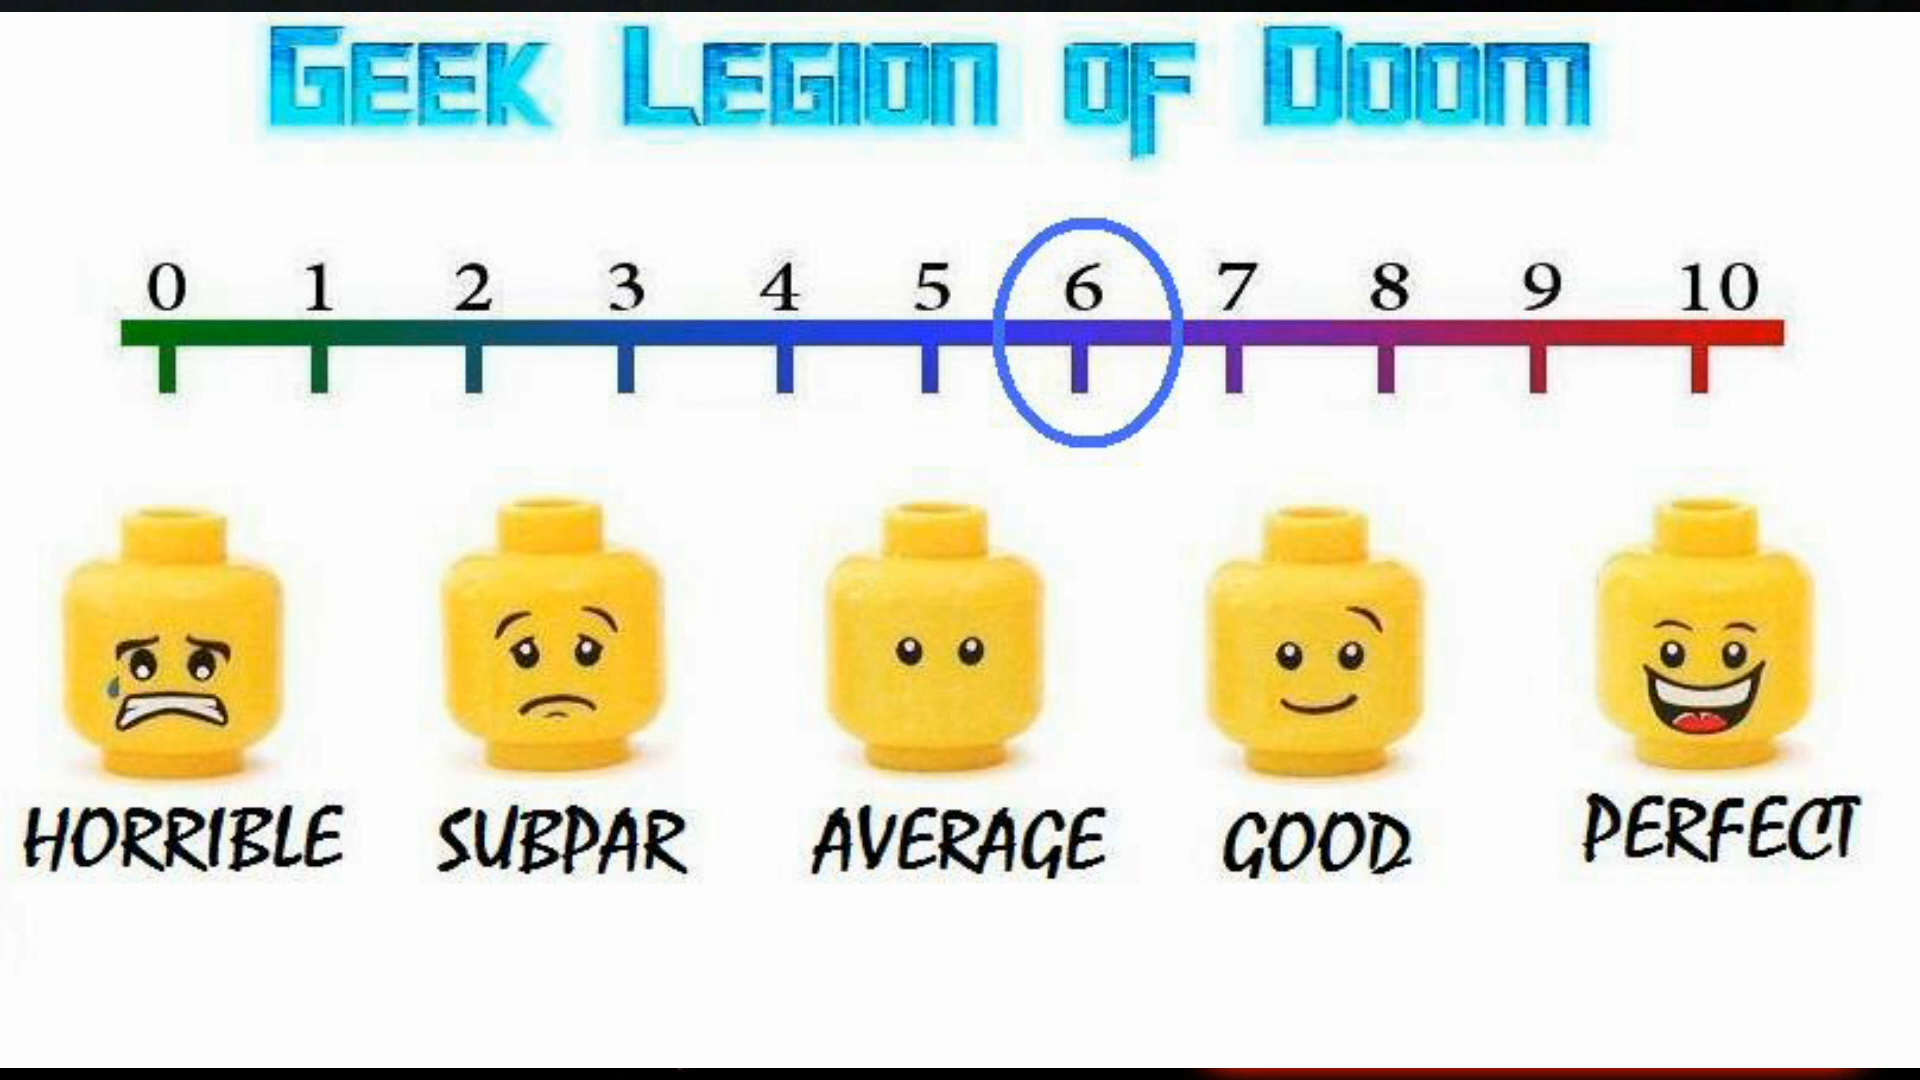 GEEK LEGION OF DOOM
0 1 2 3 4 5 6 7 8 9 10
HORRIBLE SUBPAR AVERAGE GOOD PERFECT